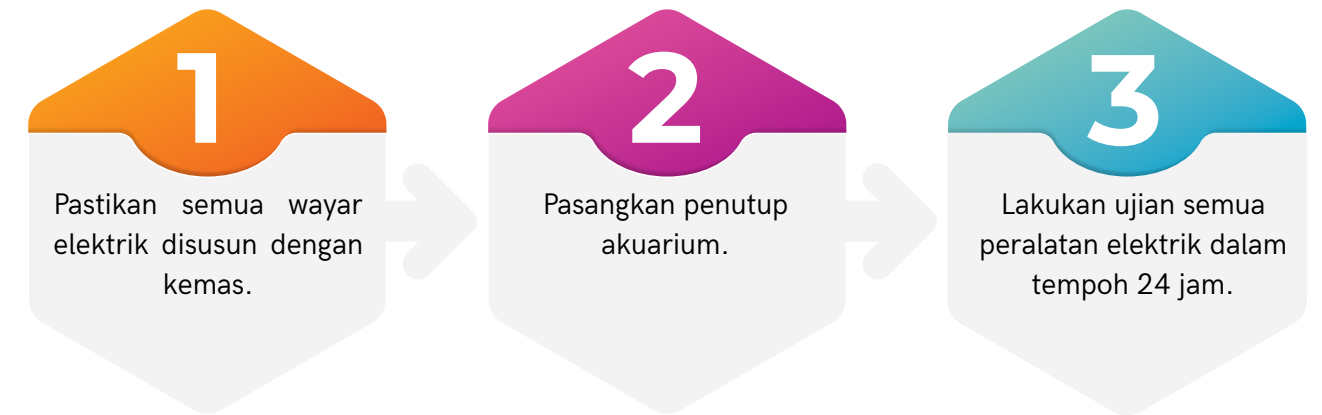 1
Pastikan semua wayar
elektrik disusun dengan
kemas.
2
Pasangkan penutup
akuarium.
3
Lakukan ujian semua
peralatan elektrik dalam
tempoh 24 jam.